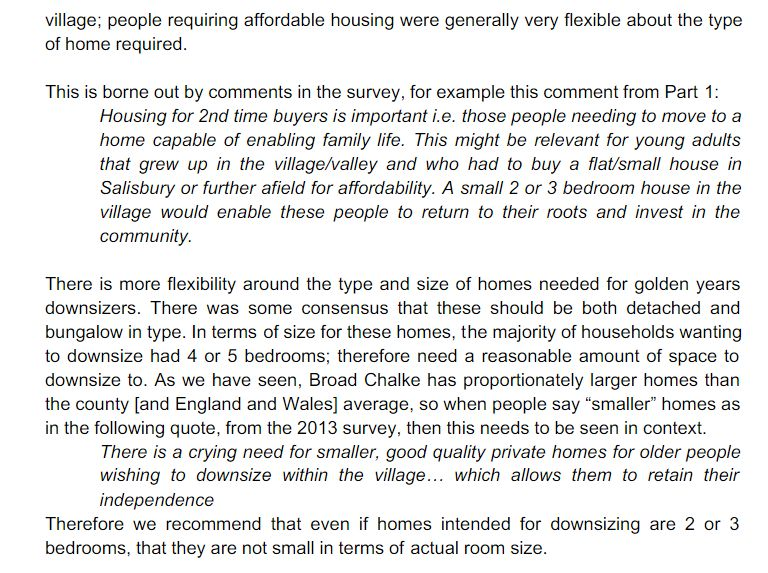 village; people requiring affordable housing were generally very flexible about the type
of home required.
This is borne out by comments in the survey, for example this comment from Part 1:
Housing for 2nd time buyers is important i.e. those people needing to move to a
home capable of enabling family life. This might be relevant for young adults
that grew up in the village/valley and who had to buy a flat/small house in
Salisbury or further afield for affordability. A small 2 or 3 bedroom house in the
village would enable these people to return to their roots and invest in the
community.
There is more flexibility around the type and size of homes needed for golden years
downsizers. There was some consensus that these should be both detached and
bungalow in type. In terms of size for these homes, the majority of households wanting
to downsize had 4 or 5 bedrooms; therefore need a reasonable amount of space to
downsize to. As we have seen, Broad Chalke has proportionately larger homes than
the county [and England and Wales] average, so when people say “smaller” homes as
in the following quote, from the 2013 survey, then this needs to be seen in context.
There is a crying need for smaller, good quality private homes for older people
wishing to downsize within the village… which allows them to retain their
independence
Therefore we recommend that even if homes intended for downsizing are 2 or 3
bedrooms, that they are not small in terms of actual room size.